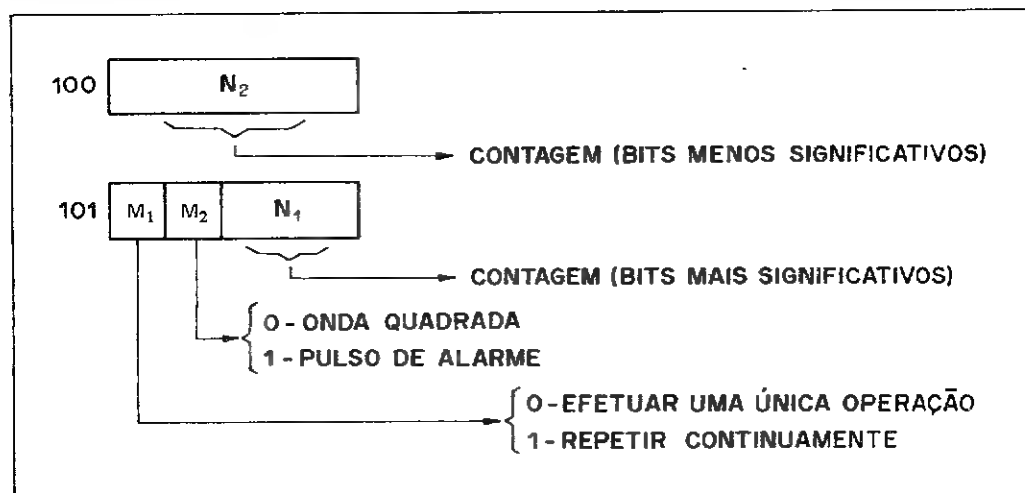 100 N₂
CONTAGEM (BITS MENOS SIGNIFICATIVOS)
101 M₁ M₂ N₁
CONTAGEM (BITS MAIS SIGNIFICATIVOS)
0 - ONDA QUADRADA
1 - PULSO DE ALARME
0 - EFETUAR UMA ÚNICA OPERAÇÃO
1 - REPETIR CONTINUAMENTE